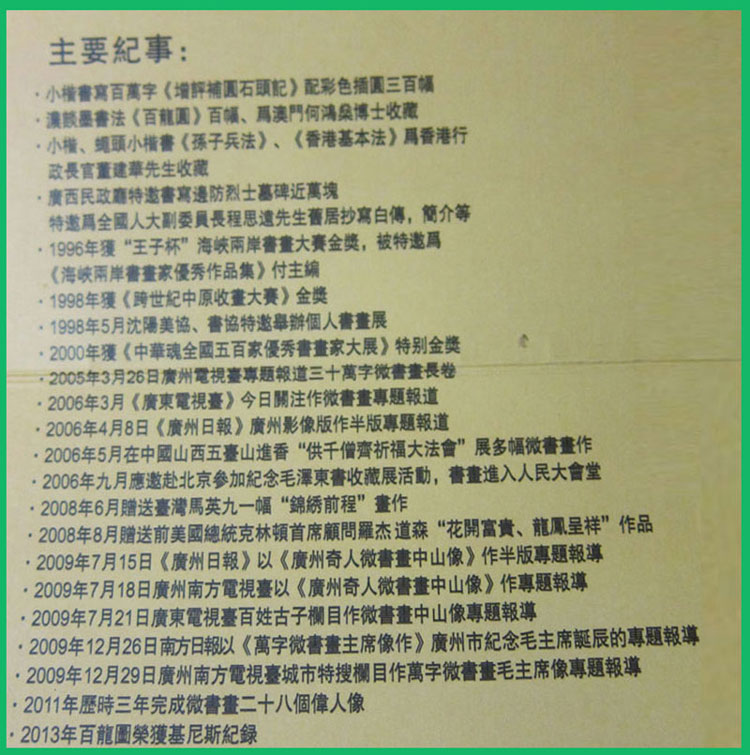 主要紀事：
·小楷書寫百萬字《增評補圓石頭記》配彩色插圓三百幅
·濃談墨書法《百龍圓》百幅、爲澳門何鴻燊博士收藏
·小楷、蠅頭小楷書《孫子兵法》、《香港基本法》爲香港行
政長官董建華先生收藏
·廣西民政廳特邀書寫邊防烈士墓碑近萬塊
特邀爲全國人大副委員長程思遠先生舊居抄寫白傳，簡介等
·1996年獲“王子杯”海峽兩岸書畫大賽金獎，被特邀爲
《海峽兩岸書畫家優秀作品集》付主編
·1998年獲《跨世紀中原收畫大賽》金獎
·1998年5月沈陽美協、書協特邀舉辦個人書畫展
·2000年獲《中華魂全國五百家優秀書畫家大展》特别金獎
·2005年3月26日廣州電視臺專題報道三十萬字微書畫長卷
·2006年3月《廣東電視臺》今日關注作微書畫專題報道
·2006年4月8日《廣州日報》廣州影像版作半版專題報道
·2006年5月在中國山西五臺山進香“供千僧齊祈福大法會”展多幅微書畫作
·2006年九月應邀赴北京參加紀念毛澤東書收藏展活動，書畫進入人民大會堂
·2008年6月贈送臺灣馬英九一幅“錦綉前程”畫作
·2008年8月贈送前美國總統克林頓首席顧問羅杰道森“花開富貴、龍鳳呈祥”作品
·2009年7月15日《廣州日報》以《廣州奇人微書畫中山像》作半版專題報導
·2009年7月18日廣州南方電視臺以《廣州奇人微書畫中山像》作專題報導
·2009年7月21日廣東電視臺百姓古子欄目作微書畫中山像專題報導
·2009年12月26日南方日報以《萬字微書畫主席像作》廣州市紀念毛主席誕辰的專題報導
·2009年12月29日廣州南方電視臺城市特搜欄目作萬字微書畫毛主席像專題報導
·2011年歷時三年完成微書畫二十八個偉人像
·2013年百龍圖榮獲基尼斯紀録